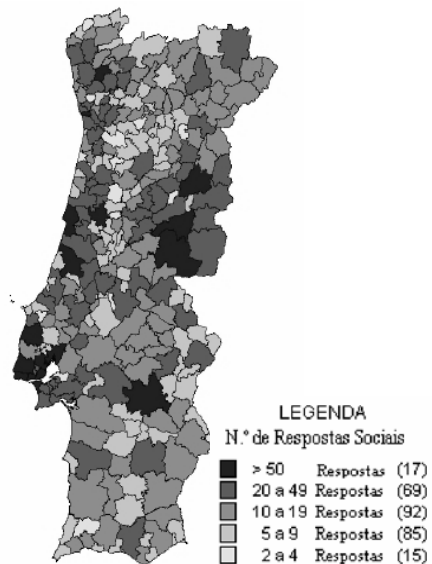 LEGENDA
N.º de Respostas Sociais
> 50 Respostas (17)
20 a 49 Respostas (69)
10 a 19 Respostas (92)
5 a 9 Respostas (85)
2 a 4 Respostas (15)